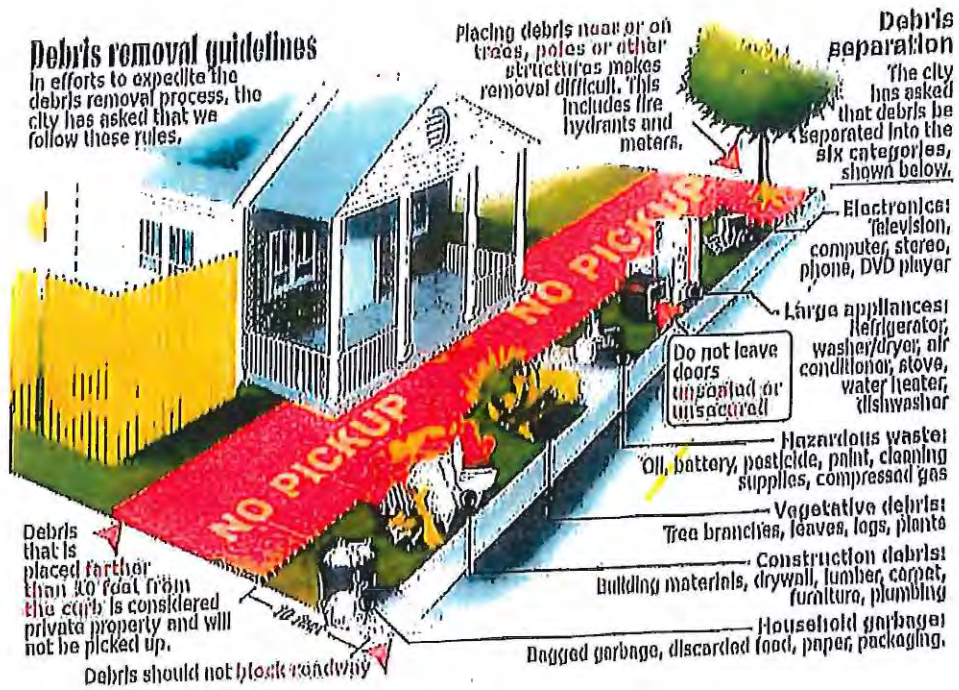 Debris removal guidelines
In efforts to expedite the
debris removal process, the
city has asked that we
follow these rules.
Placing debris near or on
trees, poles or other
structures makes
removal difficult. This
includes fire
hydrants and
meters.
Debris
separation
The city
has asked
that debris be
separated into the
six categories,
shown below.
Electronics:
Television,
computer, stereo,
phone, DVD player
Large appliances:
Refrigerator,
washer/dryer, air
conditioner, stove,
water heater,
dishwasher
Do not leave
doors
unsealed or
unsecured
NO PICKUP
NO PICKUP
Hazardous waste:
Oil, battery, pesticide, paint, cleaning
supplies, compressed gas
Vegetative debris:
Tree branches, leaves, logs, plants
Construction debris:
Building materials, drywall, lumber, carpet,
furniture, plumbing
Household garbage:
Bagged garbage, discarded food, paper, packaging.
Debris
that is
placed farther
than 10 feet from
the curb is considered
private property and will
not be picked up.
10 feet
Debris should not block roadway